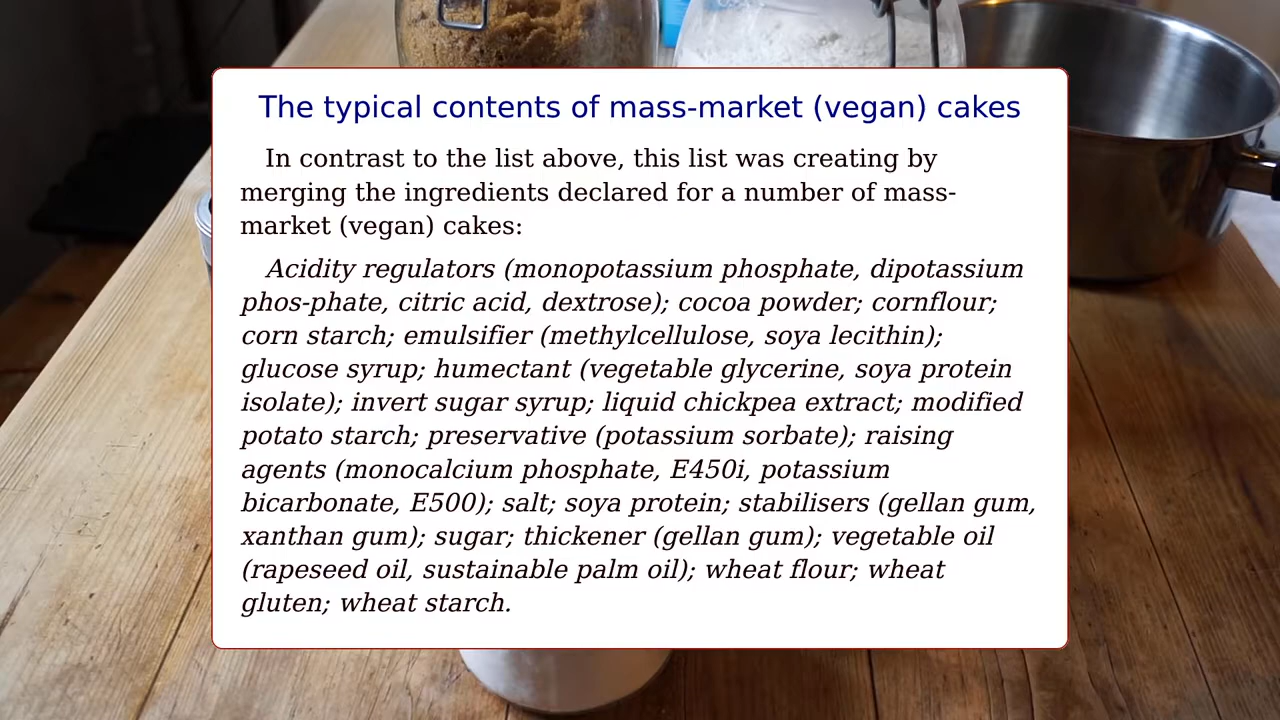 The typical contents of mass-market (vegan) cakes
In contrast to the list above, this list was creating by
merging the ingredients declared for a number of mass-
market (vegan) cakes:
Acidity regulators (monopotassium phosphate, dipotassium
phos-phate, citric acid, dextrose); cocoa powder; cornflour;
corn starch; emulsifier (methylcellulose, soya lecithin);
glucose syrup; humectant (vegetable glycerine, soya protein
isolate); invert sugar syrup; liquid chickpea extract; modified
potato starch; preservative (potassium sorbate); raising
agents (monocalcium phosphate, E450i, potassium
bicarbonate, E500); salt; soya protein; stabilisers (gellan gum,
xanthan gum); sugar; thickener (gellan gum); vegetable oil
(rapeseed oil, sustainable palm oil); wheat flour; wheat
gluten; wheat starch.